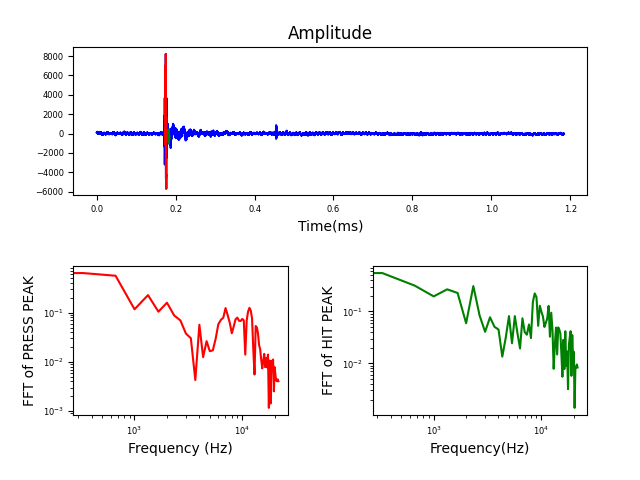 Amplitude
8000
6000
4000
2000
0
−2000
−4000
−6000
0.0 0.2 0.4 0.6 0.8 1.0 1.2
Time(ms)
FFT of PRESS PEAK
10⁻¹
10⁻²
10⁻³
10³ 10⁴
Frequency (Hz)
FFT of HIT PEAK
10⁻¹
10⁻²
10³ 10⁴
Frequency(Hz)